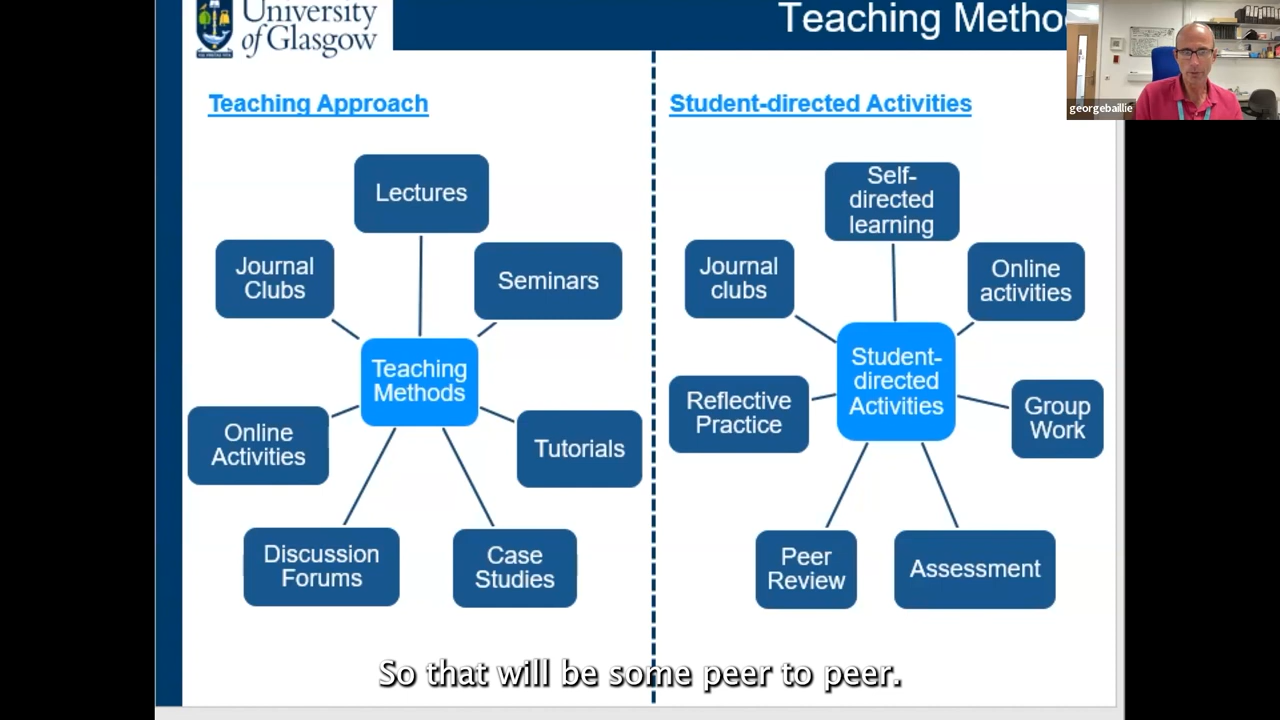 University
of Glasgow
Teaching Metho
georgebaillie
Teaching Approach
Student-directed Activities
Lectures
Journal
Clubs
Seminars
Teaching
Methods
Online
Activities
Tutorials
Discussion
Forums
Case
Studies
Self-
directed
learning
Journal
clubs
Online
activities
Student-
directed
Activities
Reflective
Practice
Group
Work
Peer
Review
Assessment
So that will be some peer to peer.